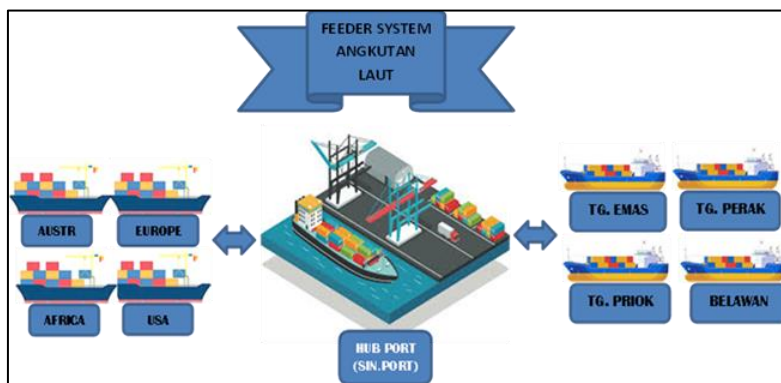 FEEDER SYSTEM
ANGKUTAN
LAUT
AUSTR
EUROPE
AFRICA
USA
HUB PORT
(SIN.PORT)
TG. EMAS
TG. PERAK
TG. PRIOK
BELAWAN